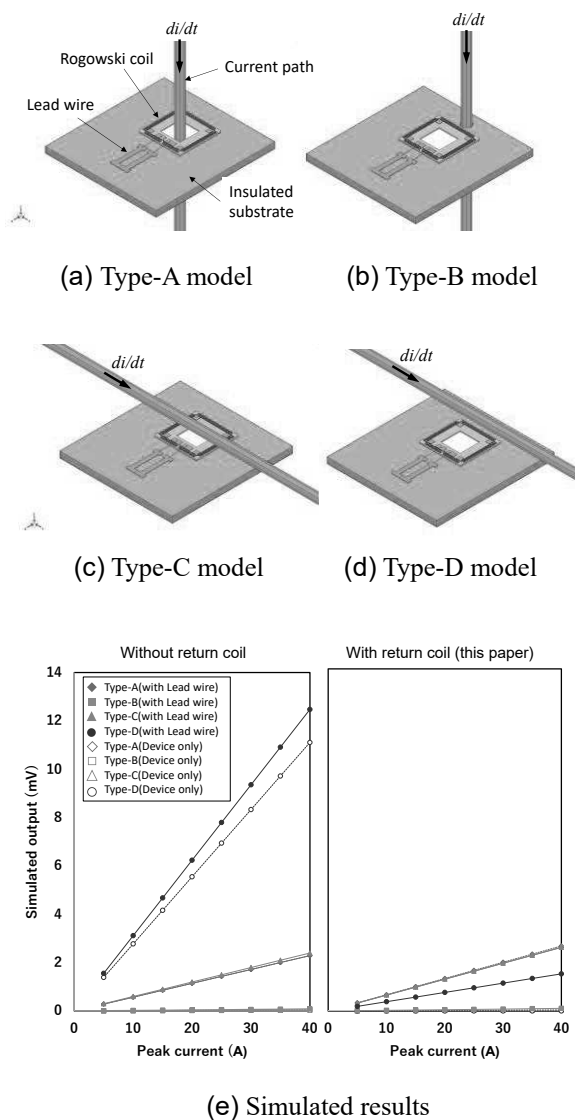 di/dt
Rogowski coil
Current path
Lead wire
Insulated
substrate
(a) Type-A model
di/dt
(b) Type-B model
di/dt
(c) Type-C model
di/dt
(d) Type-D model
Without return coil
With return coil (this paper)
Simulated output (mV)
14
12
10
8
6
4
2
0
Type-A(with Lead wire)
Type-B(with Lead wire)
Type-C(with Lead wire)
Type-D(with Lead wire)
Type-A(Device only)
Type-B(Device only)
Type-C(Device only)
Type-D(Device only)
0 10 20 30 40
Peak current (A)
0 10 20 30 40
Peak current (A)
(e) Simulated results